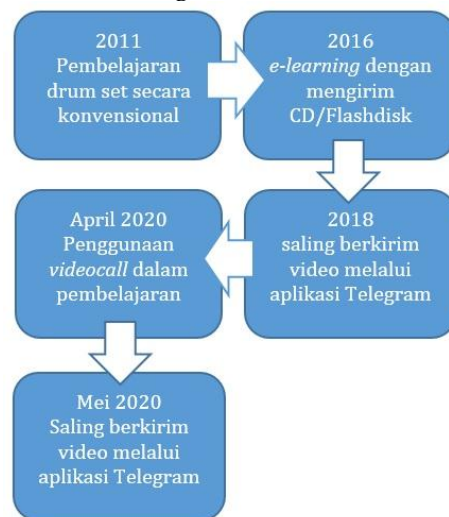 2011
Pembelajaran
drum set secara
konvensional
2016
e-learning dengan
mengirim
CD/Flashdisk
2018
saling berkirim
video melalui
aplikasi Telegram
April 2020
Penggunaan
videocall dalam
pembelajaran
Mei 2020
Saling berkirim
video melalui
aplikasi Telegram